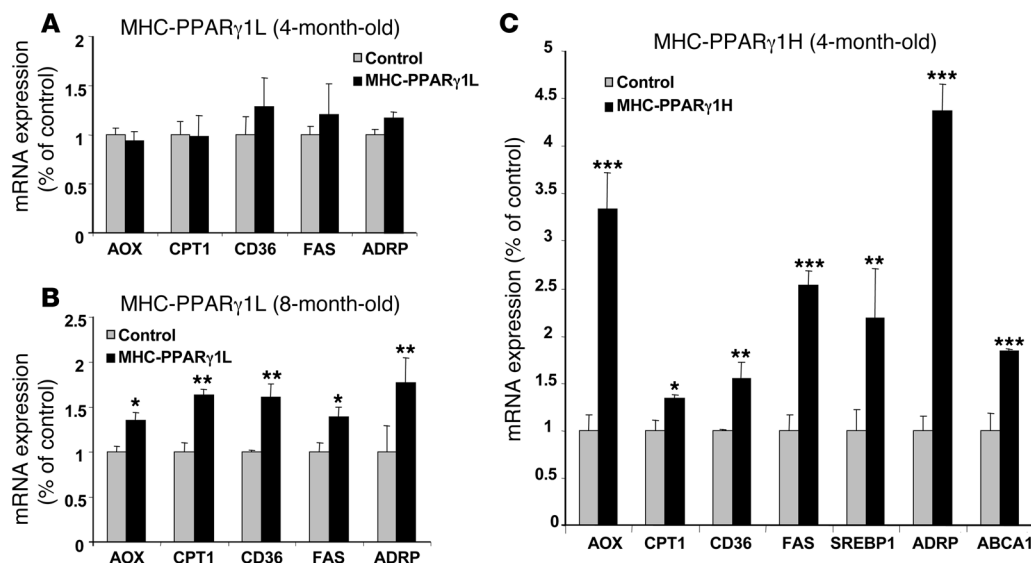 A
MHC-PPARγ1L (4-month-old)
mRNA expression
(% of control)
2
1.5
1
0.5
0
Control
MHC-PPARγ1L
AOX CPT1 CD36 FAS ADRP
B
MHC-PPARγ1L (8-month-old)
mRNA expression
(% of control)
2.5
2
1.5
1
0.5
0
Control
MHC-PPARγ1L
* ** ** * **
AOX CPT1 CD36 FAS ADRP
C
MHC-PPARγ1H (4-month-old)
mRNA expression (% of control)
5
4.5
4
3.5
3
2.5
2
1.5
1
0.5
0
Control
MHC-PPARγ1H
*** * ** *** ** *** ***
AOX CPT1 CD36 FAS SREBP1 ADRP ABCA1